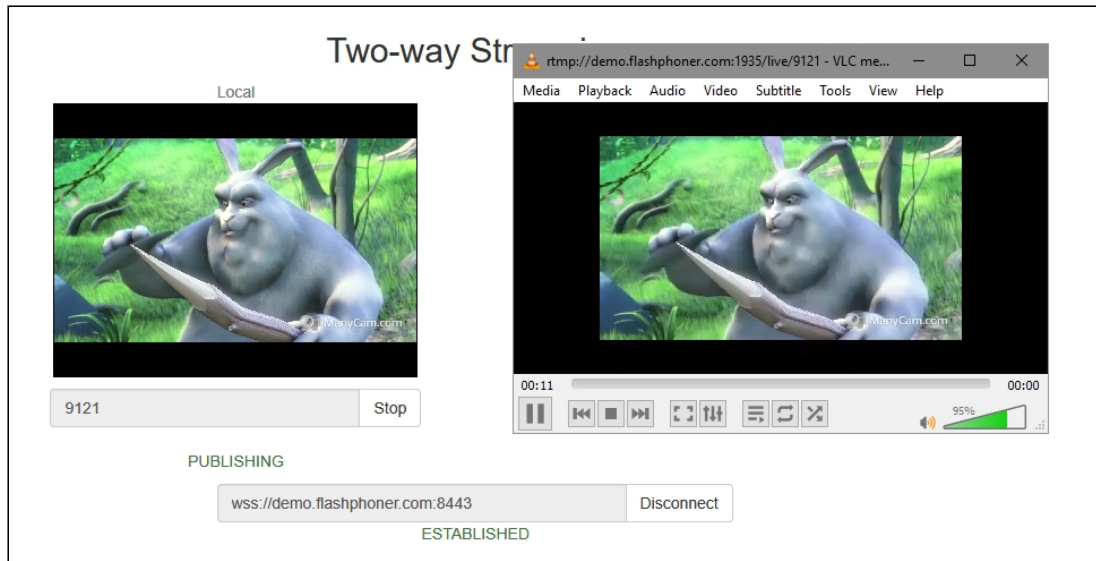 Two-way Str
Local
ManyCam.com
9121
Stop
PUBLISHING
wss://demo.flashphoner.com:8443
Disconnect
ESTABLISHED
rtmp://demo.flashphoner.com:1935/live/9121 - VLC me...
Media Playback Audio Video Subtitle Tools View Help
ManyCam.com
00:11
00:00
95%